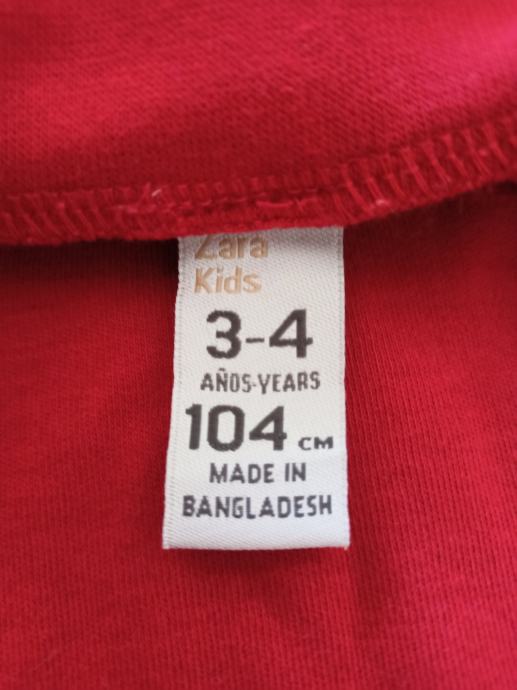 Zara
Kids
3-4
AÑOS-YEARS
104 CM
MADE IN
BANGLADESH